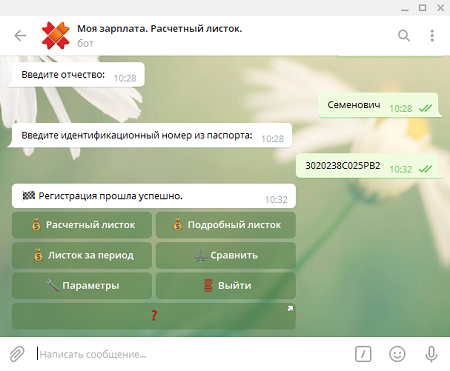 Моя зарплата. Расчетный листок.
бот
Введите отчество:
10:28
Семенович
10:28
Введите идентификационный номер из паспорта:
10:28
3020238C025PB2
10:32
Регистрация прошла успешно.
10:32
Расчетный листок
Подробный листок
Листок за период
Сравнить
Параметры
Выйти
?
Написать сообщение...